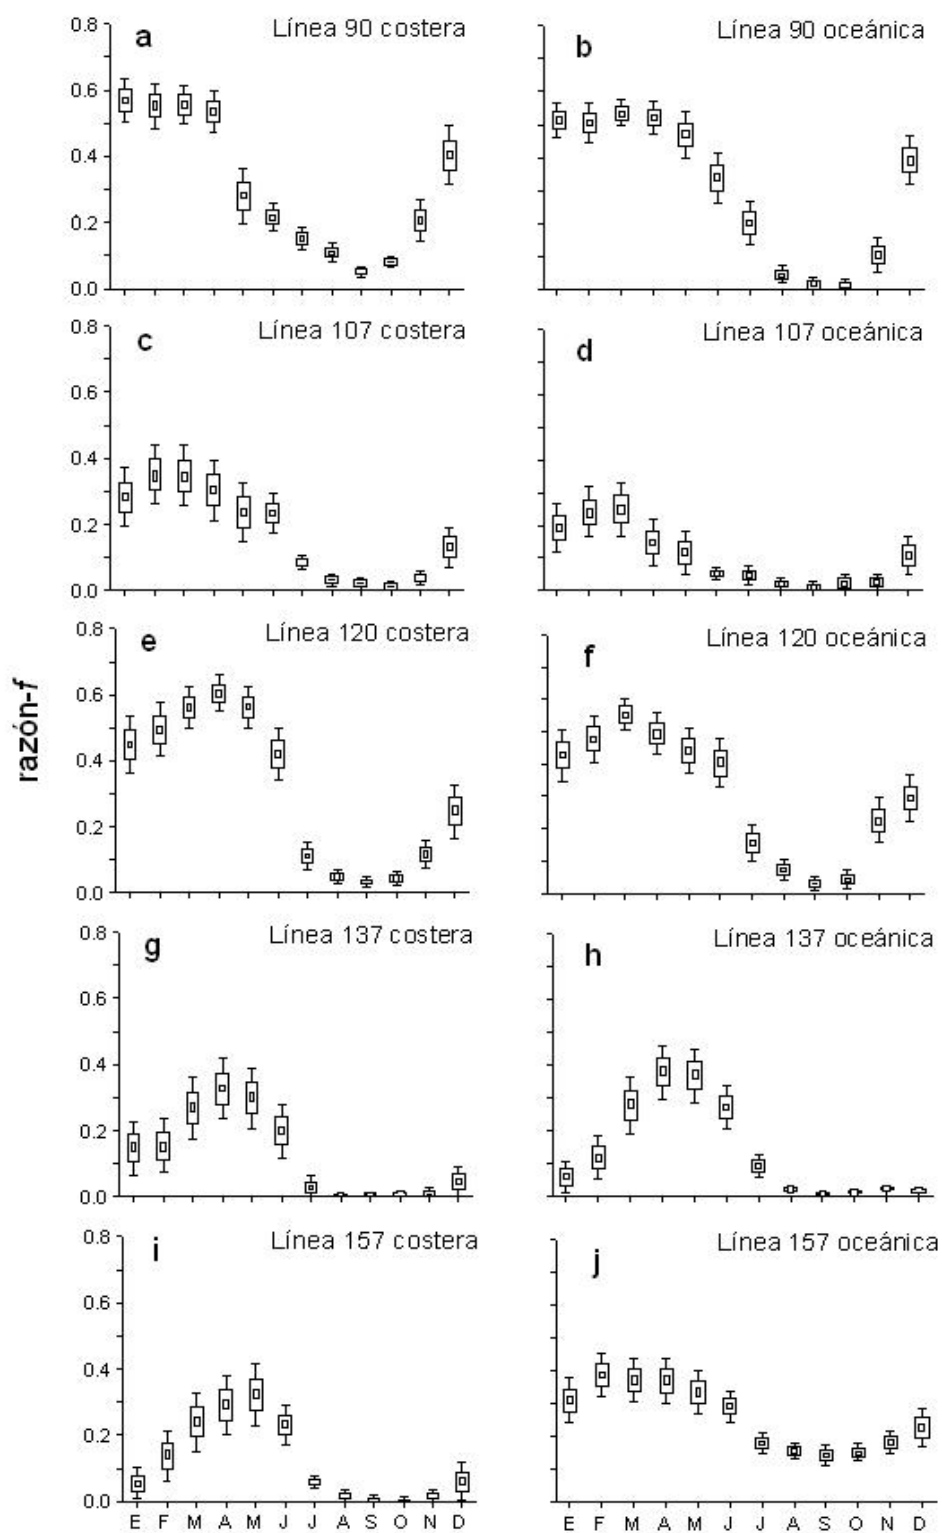 a Línea 90 costera
0.8
0.6
0.4
0.2
0.0
b Línea 90 oceánica
c Línea 107 costera
0.8
0.6
0.4
0.2
0.0
d Línea 107 oceánica
razón-f
e Línea 120 costera
0.8
0.6
0.4
0.2
0.0
f Línea 120 oceánica
g Línea 137 costera
0.8
0.6
0.4
0.2
0.0
h Línea 137 oceánica
i Línea 157 costera
0.8
0.6
0.4
0.2
0.0
E F M A M J J A S O N D
j Línea 157 oceánica
E F M A M J J A S O N D